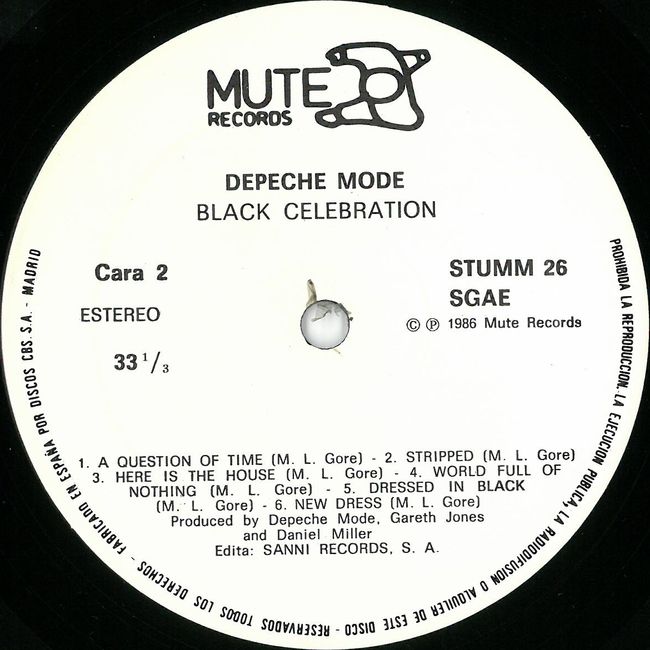 MUTE
RECORDS
DEPECHE MODE
BLACK CELEBRATION
Cara 2
ESTEREO
33 1/3
STUMM 26
SGAE
© ℗ 1986 Mute Records
1. A QUESTION OF TIME (M. L. Gore) - 2. STRIPPED (M. L. Gore)
3. HERE IS THE HOUSE (M. L. Gore) - 4. WORLD FULL OF
NOTHING (M. L. Gore) - 5. DRESSED IN BLACK
(M. L. Gore) - 6. NEW DRESS (M. L. Gore)
Produced by Depeche Mode, Gareth Jones
and Daniel Miller
Edita: SANNI RECORDS, S. A.
PROHIBIDA LA REPRODUCCION, LA EJECUCION PUBLICA, LA RADIODIFUSION O ALQUILER DE ESTE DISCO - RESERVADOS TODOS LOS DERECHOS - FABRICADO EN ESPAÑA POR DISCOS CBS. S.A. - MADRID